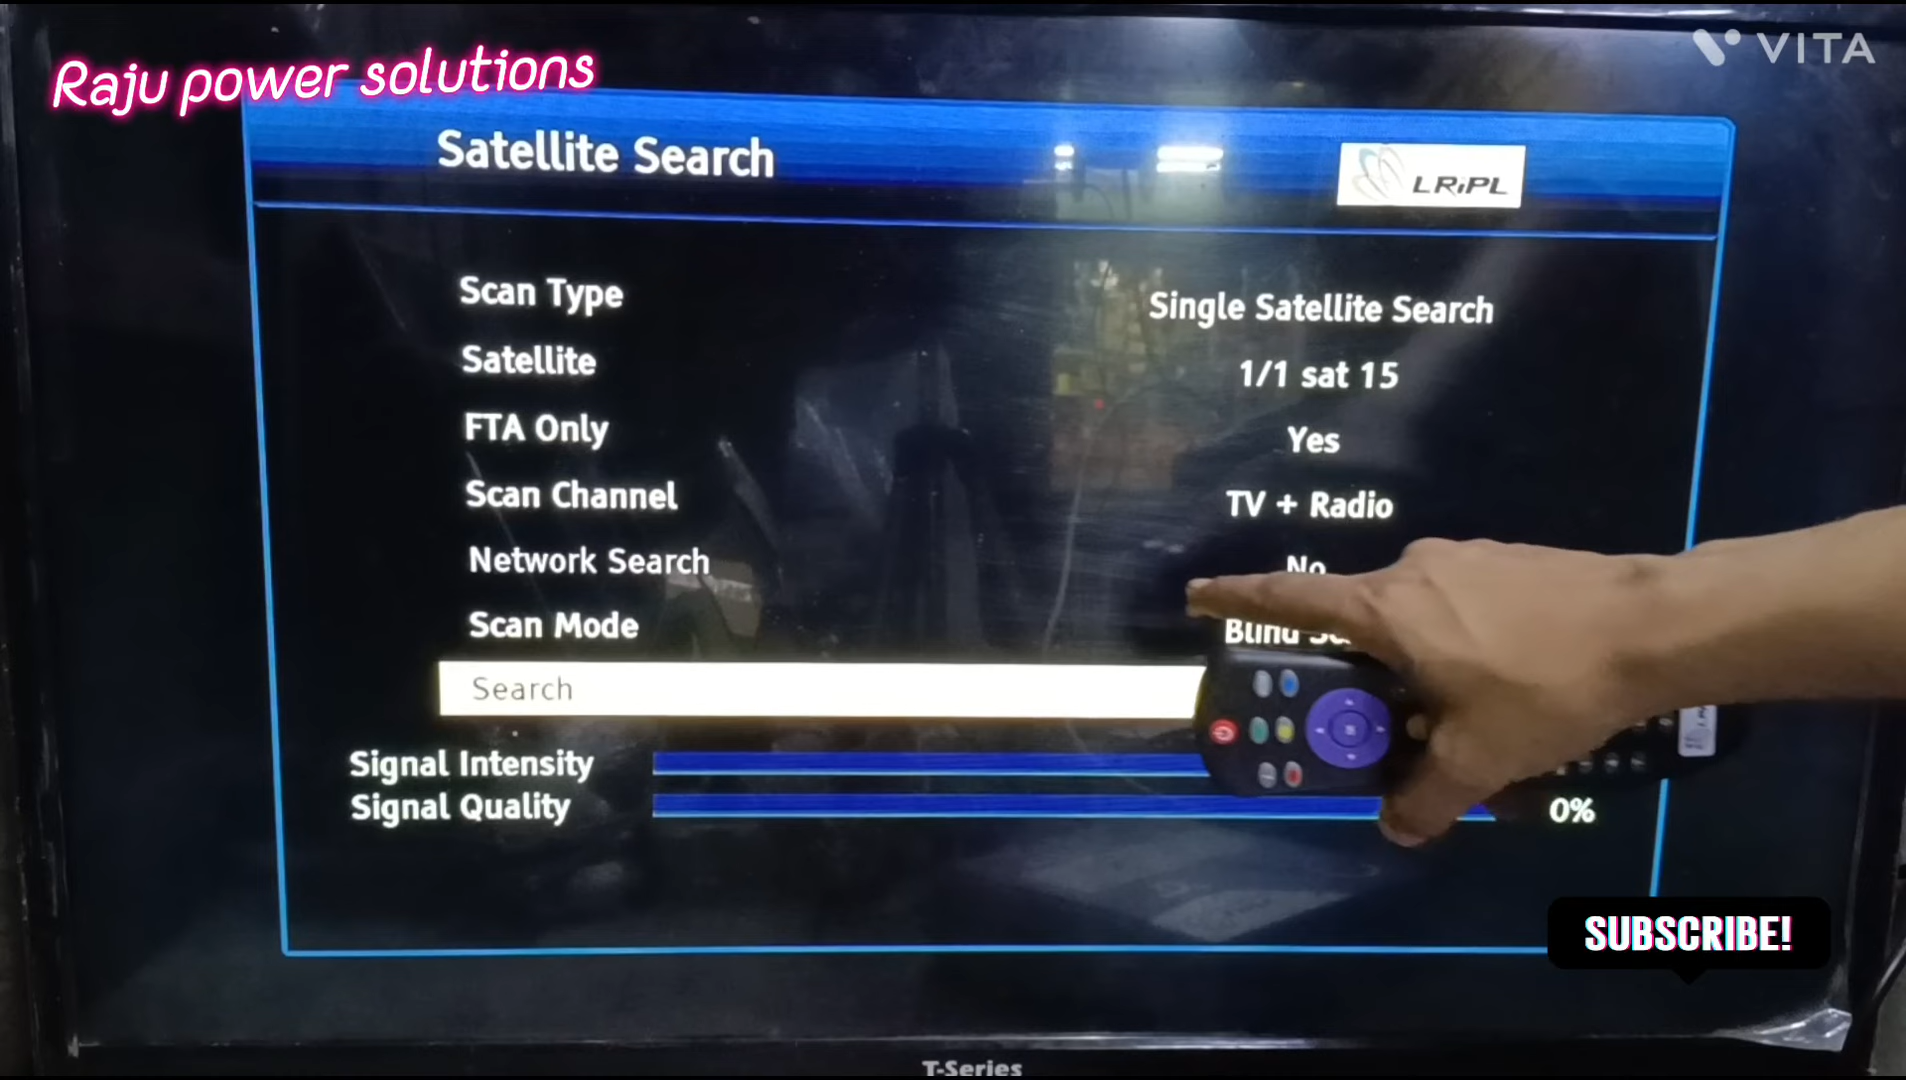 Raju power solutions
VITA
Satellite Search
LRiPL
Scan Type
Single Satellite Search
Satellite
1/1 sat 15
FTA Only
Yes
Scan Channel
TV + Radio
Network Search
No
Scan Mode
Blind
Search
Signal Intensity
Signal Quality
0%
SUBSCRIBE!
T-Series